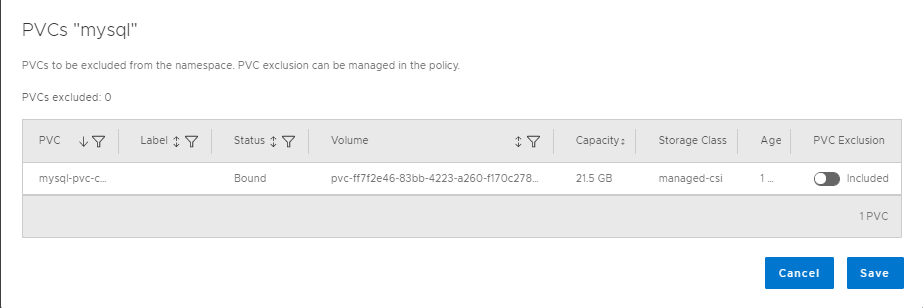 PVCs "mysql"
PVCs to be excluded from the namespace. PVC exclusion can be managed in the policy.
PVCs excluded: 0
PVC Label Status Volume Capacity Storage Class Age PVC Exclusion
mysql-pvc-c... Bound pvc-ff7f2e46-83bb-4223-a260-f170c278... 21.5 GB managed-csi 1 ... Included
1 PVC
Cancel Save